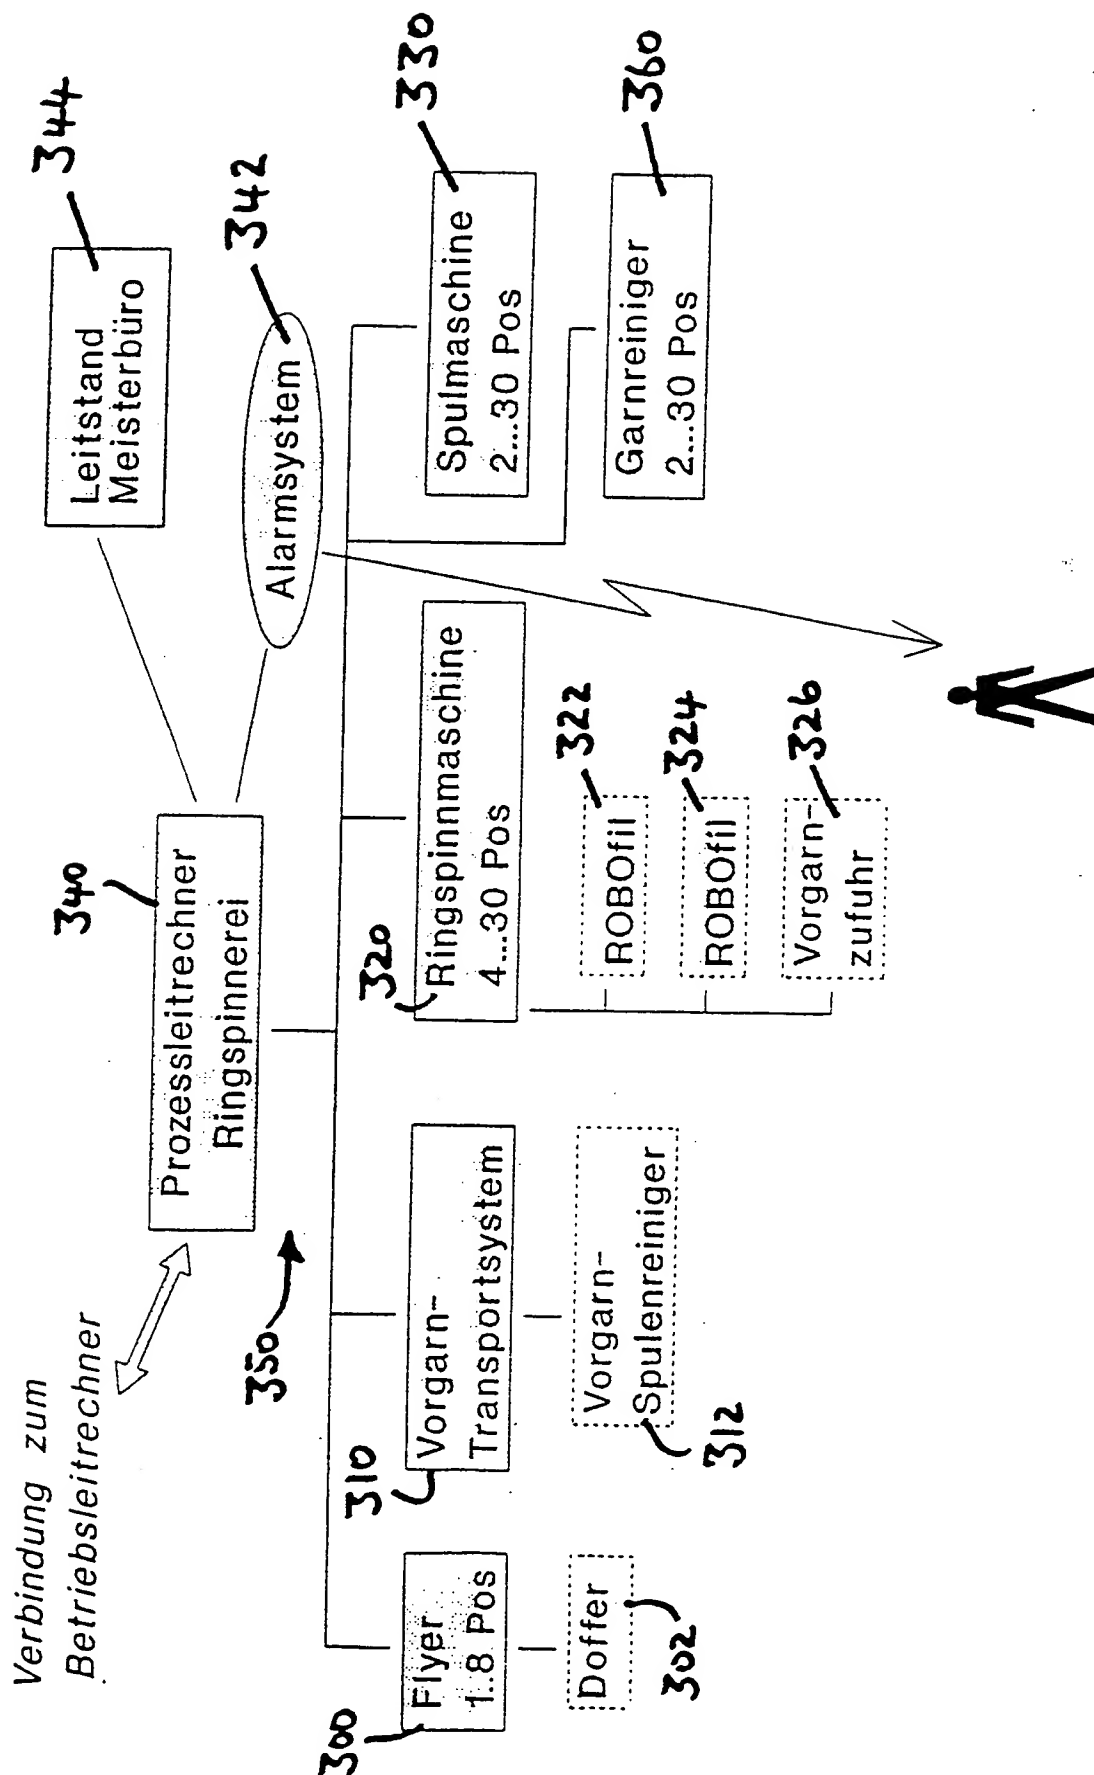 Verbindung zum
Betriebsleitrechner
340
Prozessleitrechner
Ringspinnerei
344
Leitstand
Meisterbüro
342
Alarmsystem
350
300
Flyer
1..8 Pos
302
Doffer
310
Vorgarn-
Transportsystem
312
Vorgarn-
Spulenreiniger
320
Ringspinnmaschine
4...30 Pos
322
ROBOfil
324
ROBOfil
326
Vorgarn-
zufuhr
330
Spulmaschine
2...30 Pos
360
Garnreiniger
2...30 Pos